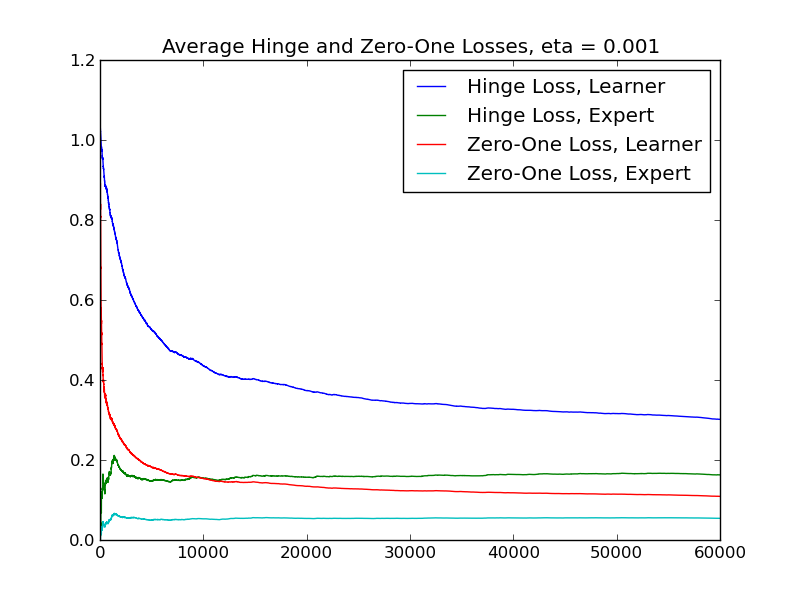 Average Hinge and Zero-One Losses, eta = 0.001
1.2
1.0
0.8
0.6
0.4
0.2
0.0
Hinge Loss, Learner
Hinge Loss, Expert
Zero-One Loss, Learner
Zero-One Loss, Expert
0 10000 20000 30000 40000 50000 60000